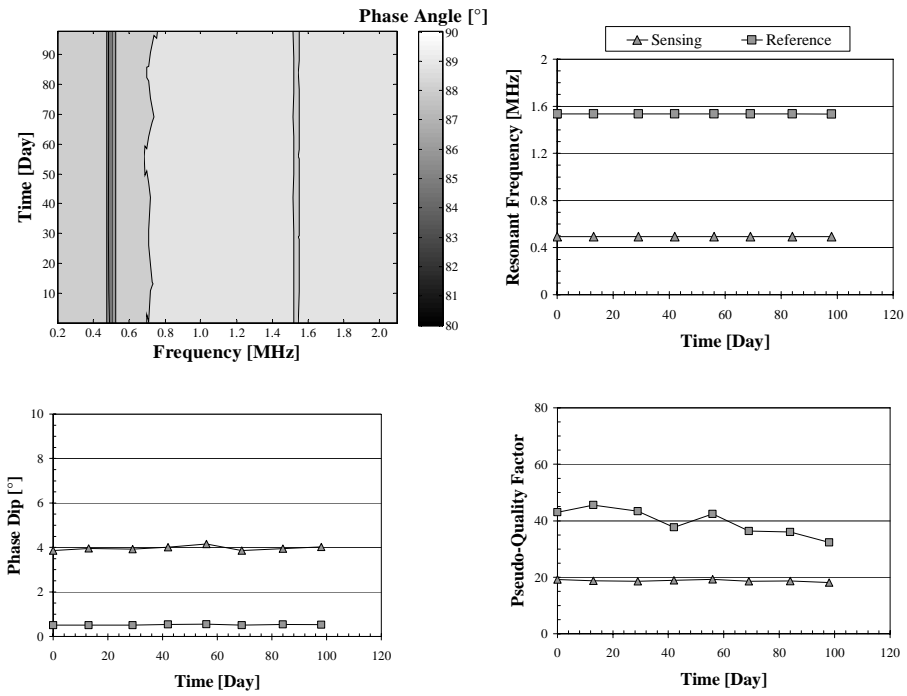 Phase Angle [°]
90
89
88
87
86
85
84
83
82
81
80
Time [Day]
90
80
70
60
50
40
30
20
10
0.2 0.4 0.6 0.8 1.0 1.2 1.4 1.6 1.8 2.0
Frequency [MHz]
Sensing Reference
Resonant Frequency [MHz]
2
1.6
1.2
0.8
0.4
0
0 20 40 60 80 100 120
Time [Day]
Phase Dip [°]
10
8
6
4
2
0
0 20 40 60 80 100 120
Time [Day]
Pseudo-Quality Factor
80
60
40
20
0
0 20 40 60 80 100 120
Time [Day]